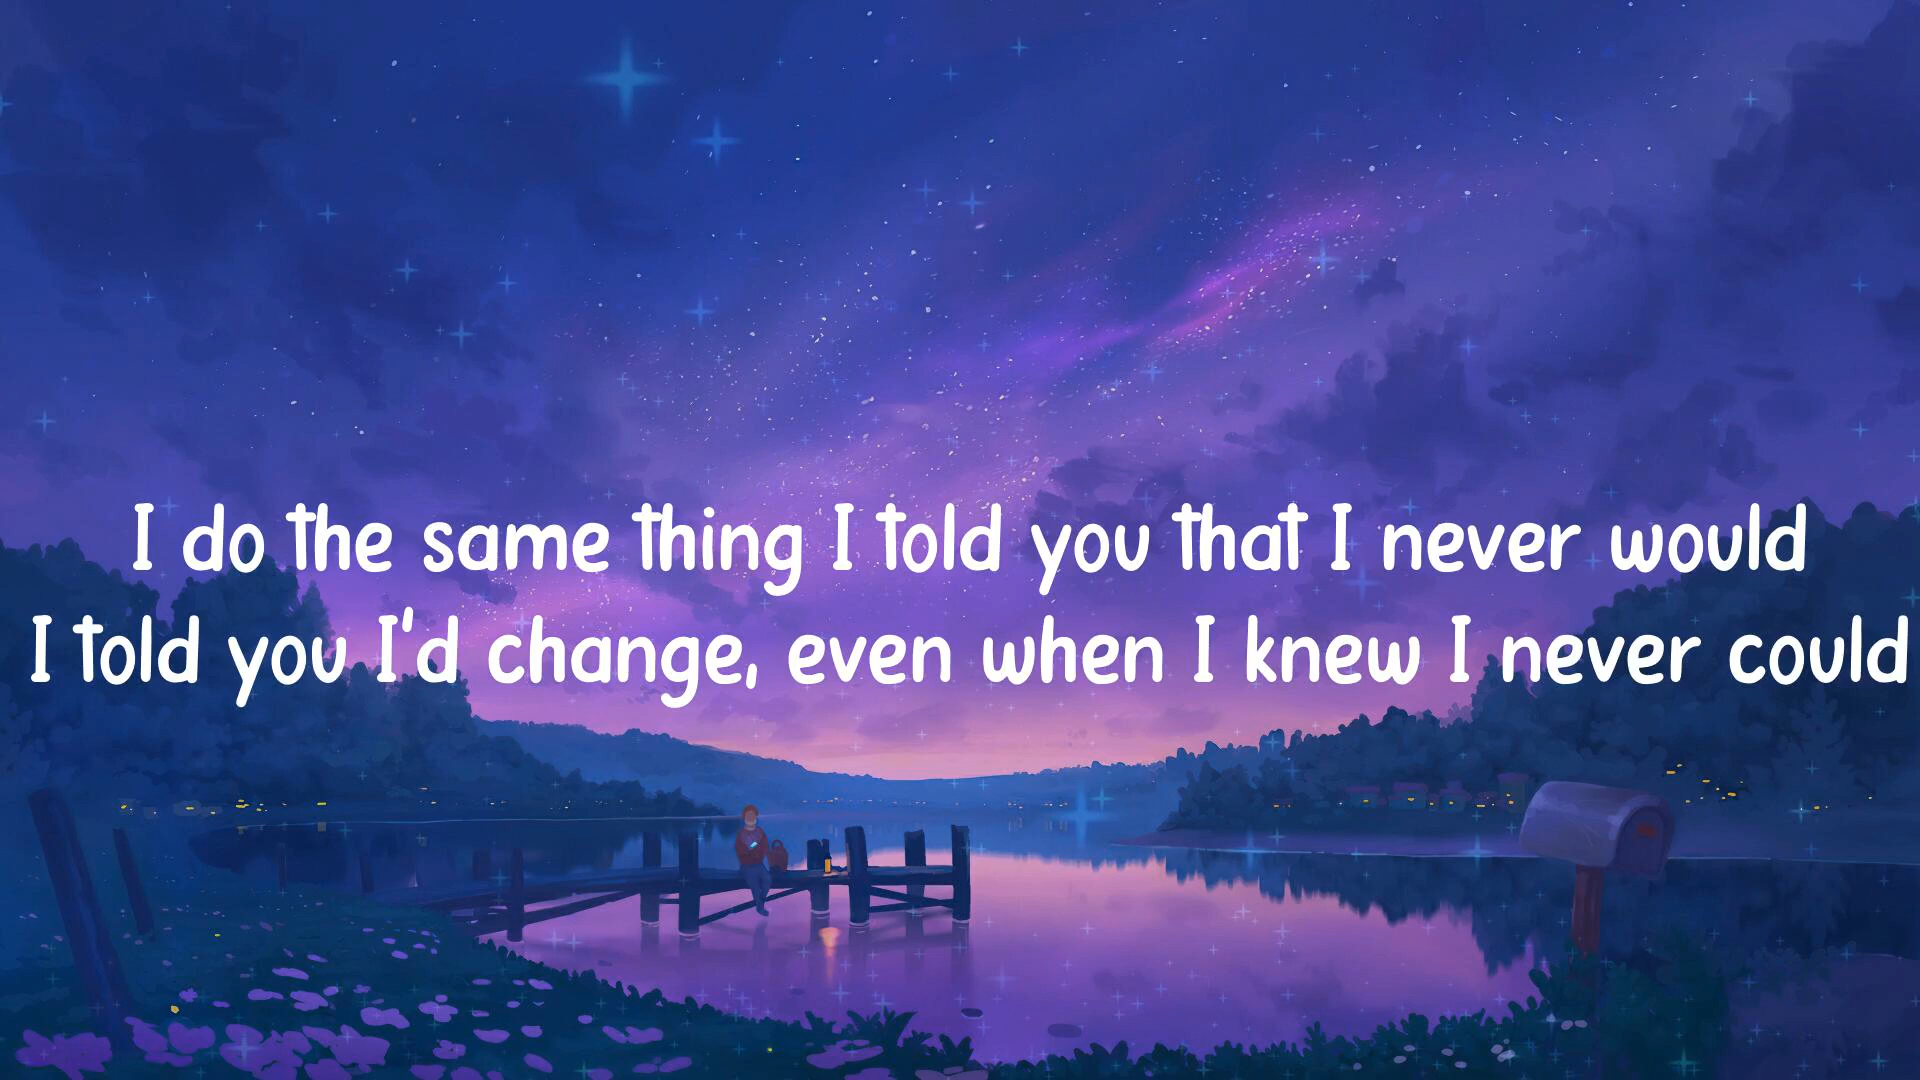 I do the same thing I told you that I never would
I told you I'd change, even when I knew I never could